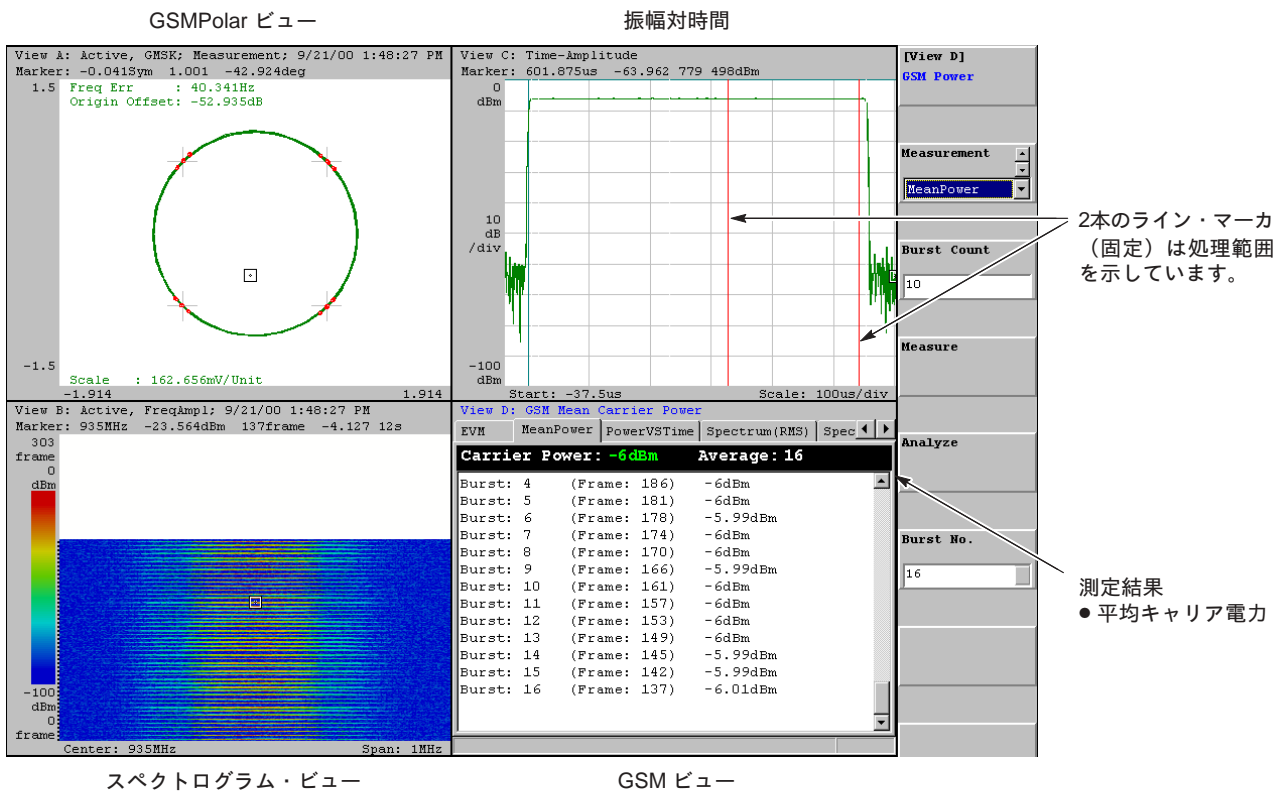 GSMPolar ビュー
振幅対時間
View A: Active, GMSK; Measurement; 9/21/00 1:48:27 PM
Marker: -0.041Sym 1.001 -42.924deg
1.5
Freq Err : 40.341Hz
Origin Offset: -52.935dB
-1.5
Scale : 162.656mV/Unit
-1.914
1.914
View C: Time-Amplitude
Marker: 601.875us -63.962 779 498dBm
0
dBm
10
dB
/div
-100
dBm
Start: -37.5us
Scale: 100us/div
[View D]
GSM Power
Measurement
MeanPower
Burst Count
10
Measure
Analyze
Burst No.
16
2本のライン・マーカ
（固定）は処理範囲
を示しています。
View B: Active, FreqAmpl; 9/21/00 1:48:27 PM
Marker: 935MHz -23.564dBm 137frame -4.127 12s
303
frame
0
dBm
-100
dBm
0
frame
Center: 935MHz
Span: 1MHz
View D: GSM Mean Carrier Power
EVM MeanPower PowerVSTime Spectrum(RMS) Spec
Carrier Power: -6dBm Average: 16
Burst: 4 (Frame: 186) -6dBm
Burst: 5 (Frame: 181) -6dBm
Burst: 6 (Frame: 178) -5.99dBm
Burst: 7 (Frame: 174) -6dBm
Burst: 8 (Frame: 170) -6dBm
Burst: 9 (Frame: 166) -5.99dBm
Burst: 10 (Frame: 161) -6dBm
Burst: 11 (Frame: 157) -6dBm
Burst: 12 (Frame: 153) -6dBm
Burst: 13 (Frame: 149) -6dBm
Burst: 14 (Frame: 145) -5.99dBm
Burst: 15 (Frame: 142) -5.99dBm
Burst: 16 (Frame: 137) -6.01dBm
測定結果
● 平均キャリア電力
スペクトログラム・ビュー
GSM ビュー